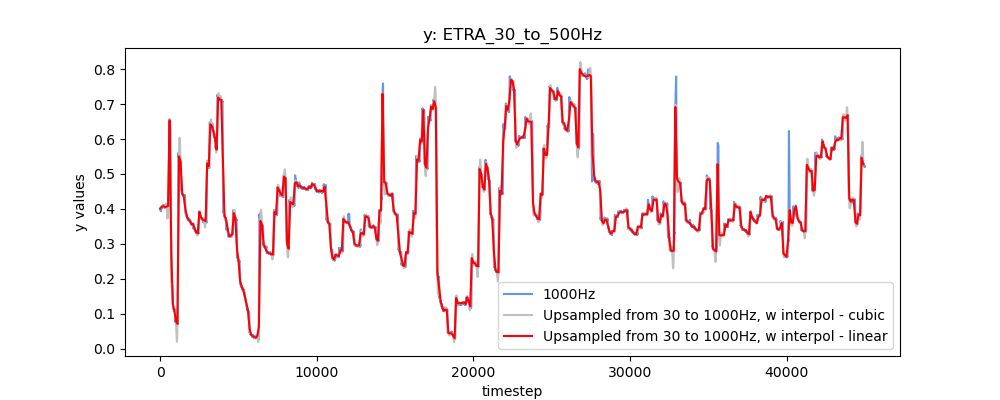 y: ETRA_30_to_500Hz
y values
0.8
0.7
0.6
0.5
0.4
0.3
0.2
0.1
0.0
1000Hz
Upsampled from 30 to 1000Hz, w interpol - cubic
Upsampled from 30 to 1000Hz, w interpol - linear
0 10000 20000 30000 40000
timestep